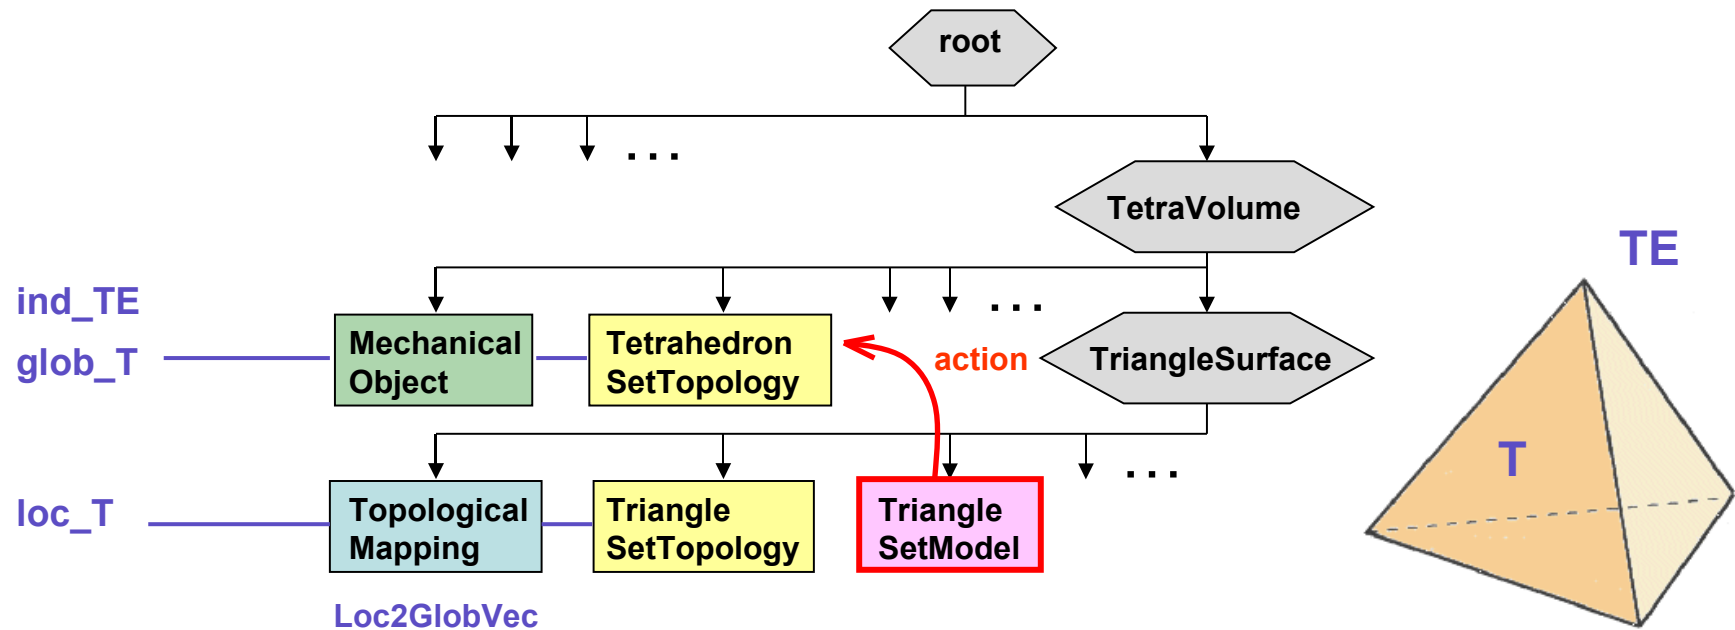 root
. . .
TetraVolume
TE
ind_TE
. . .
glob_T
Mechanical
Object
Tetrahedron
SetTopology
action
TriangleSurface
T
. . .
loc_T
Topological
Mapping
Triangle
SetTopology
Triangle
SetModel
Loc2GlobVec